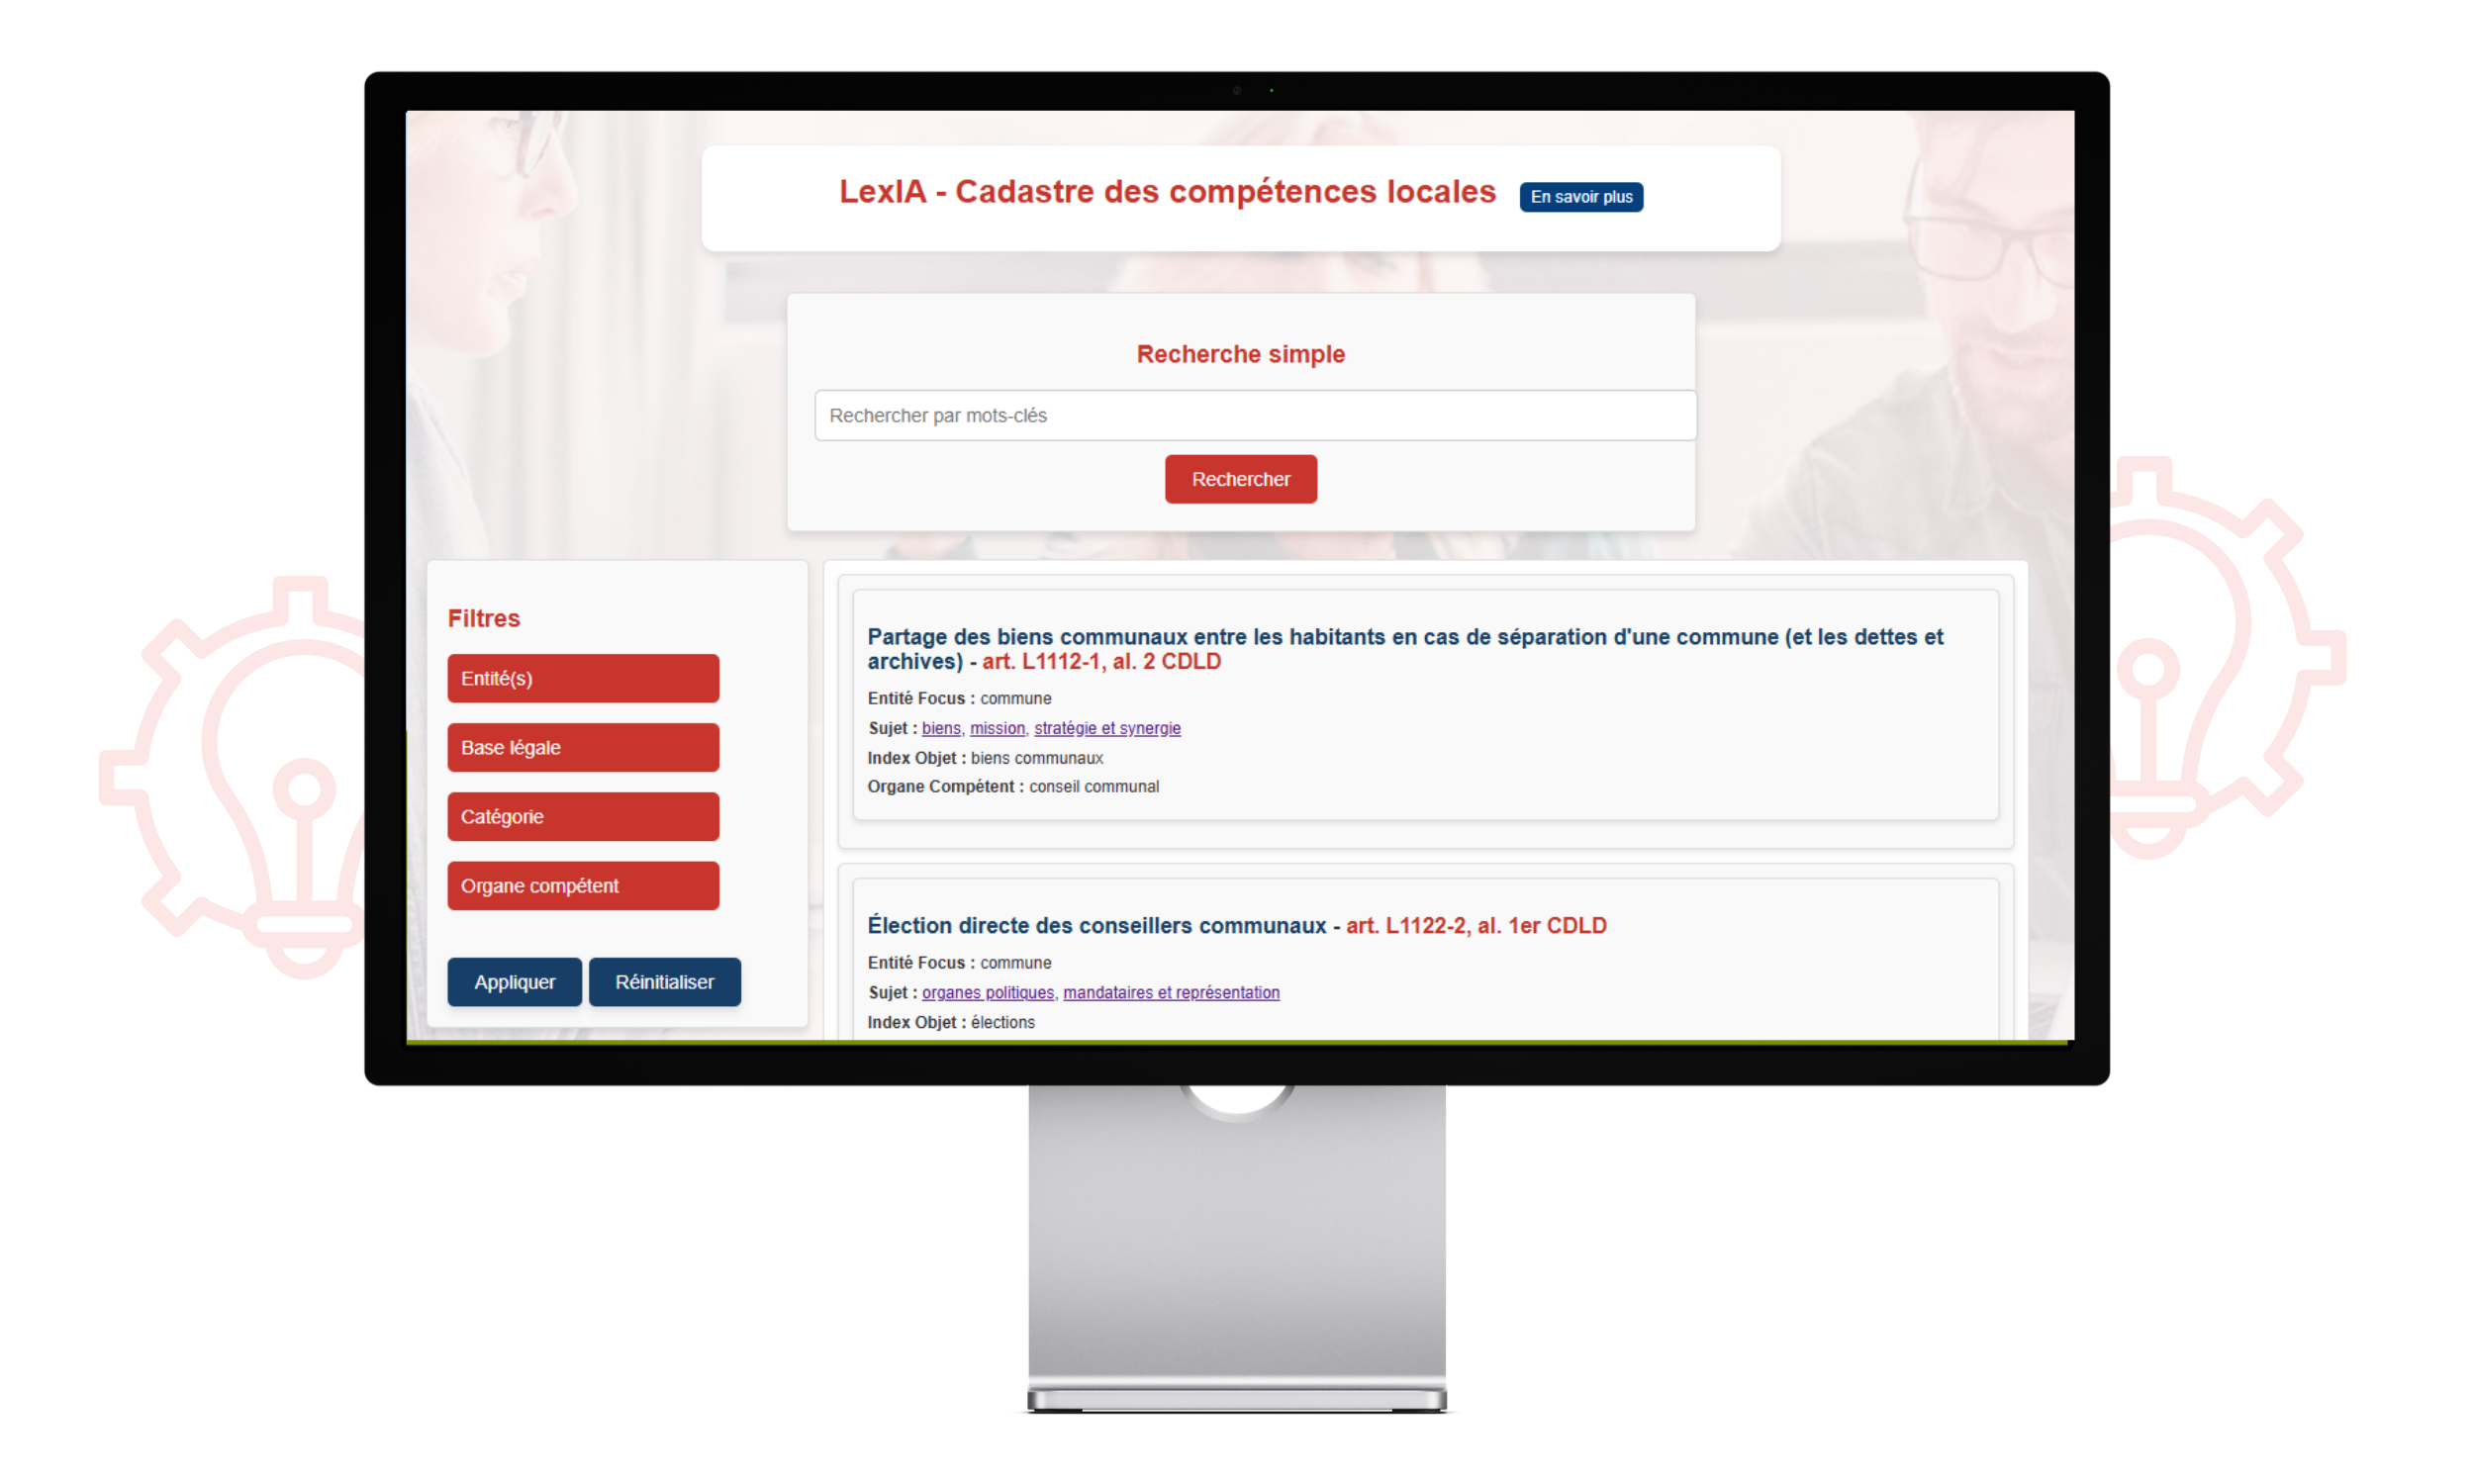 LexIA - Cadastre des compétences locales En savoir plus
Recherche simple
Rechercher par mots-clés
Rechercher
Filtres
Entité(s)
Base légale
Catégorie
Organe compétent
Appliquer Réinitialiser
Partage des biens communaux entre les habitants en cas de séparation d'une commune (et les dettes et
archives) - art. L1112-1, al. 2 CDLD
Entité Focus : commune
Sujet : biens, mission, stratégie et synergie
Index Objet : biens communaux
Organe Compétent : conseil communal
Élection directe des conseillers communaux - art. L1122-2, al. 1er CDLD
Entité Focus : commune
Sujet : organes politiques, mandataires et représentation
Index Objet : élections